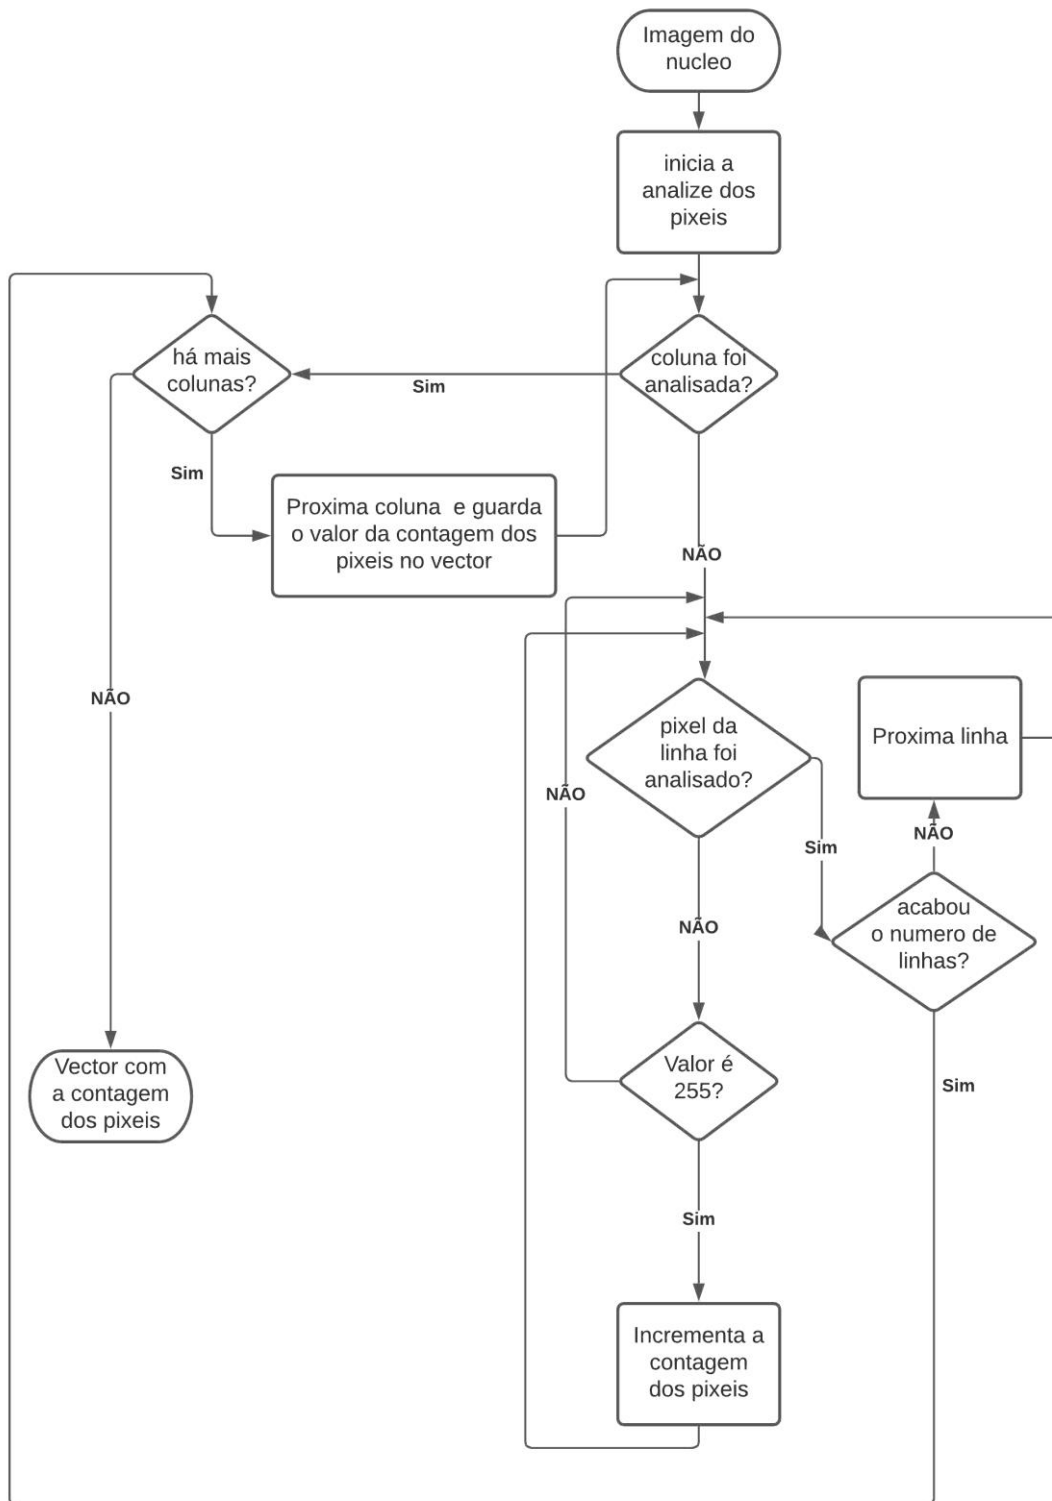 Imagem do
nucleo
inicia a
analize dos
pixeis
há mais
colunas?
Sim
coluna foi
analisada?
Sim
Proxima coluna e guarda
o valor da contagem dos
pixeis no vector
NÃO
NÃO
pixel da
linha foi
analisado?
Proxima linha
NÃO
NÃO
Sim
NÃO
acabou
o numero de
linhas?
Vector com
a contagem
dos pixeis
Valor é
255?
Sim
Sim
Incrementa a
contagem
dos pixeis